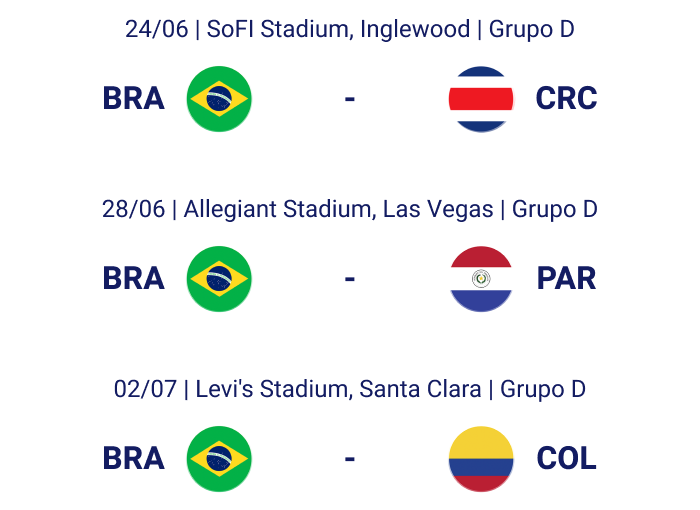 24/06 | SoFI Stadium, Inglewood | Grupo D
BRA - CRC
28/06 | Allegiant Stadium, Las Vegas | Grupo D
BRA - PAR
02/07 | Levi's Stadium, Santa Clara | Grupo D
BRA - COL